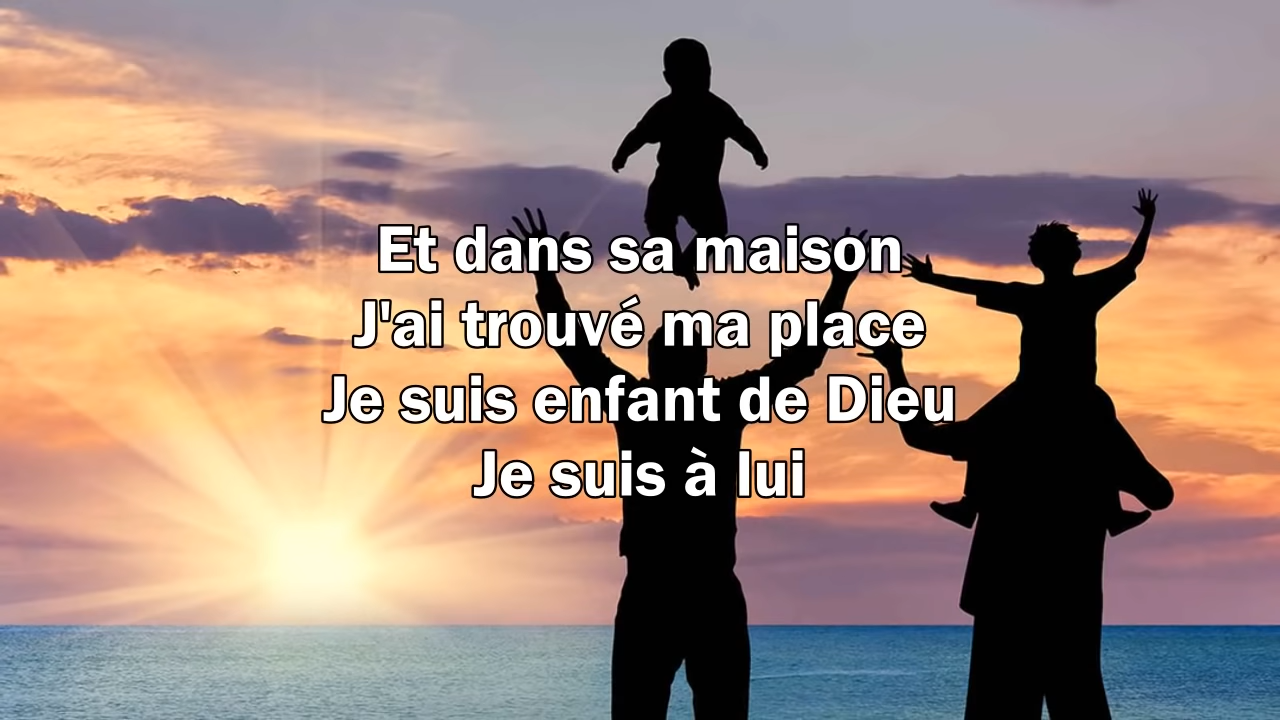 Et dans sa maison
J'ai trouvé ma place
Je suis enfant de Dieu
Je suis à lui